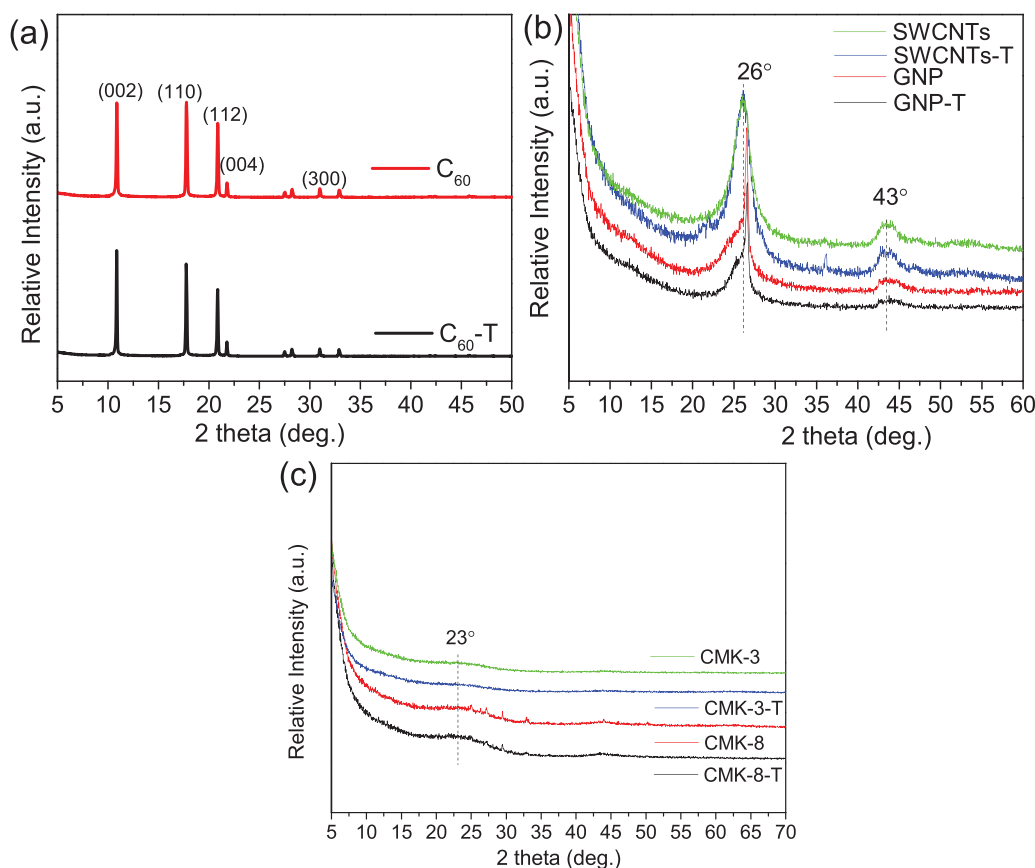 (a)
(002)
(110)
(112)
(004)
(300)
C60
C60-T
Relative Intensity (a.u.)
5 10 15 20 25 30 35 40 45 50
2 theta (deg.)
(b)
SWCNTs
SWCNTs-T
GNP
GNP-T
26°
43°
Relative Intensity (a.u.)
5 10 15 20 25 30 35 40 45 50 55 60
2 theta (deg.)
(c)
23°
CMK-3
CMK-3-T
CMK-8
CMK-8-T
Relative Intensity (a.u.)
5 10 15 20 25 30 35 40 45 50 55 60 65 70
2 theta (deg.)